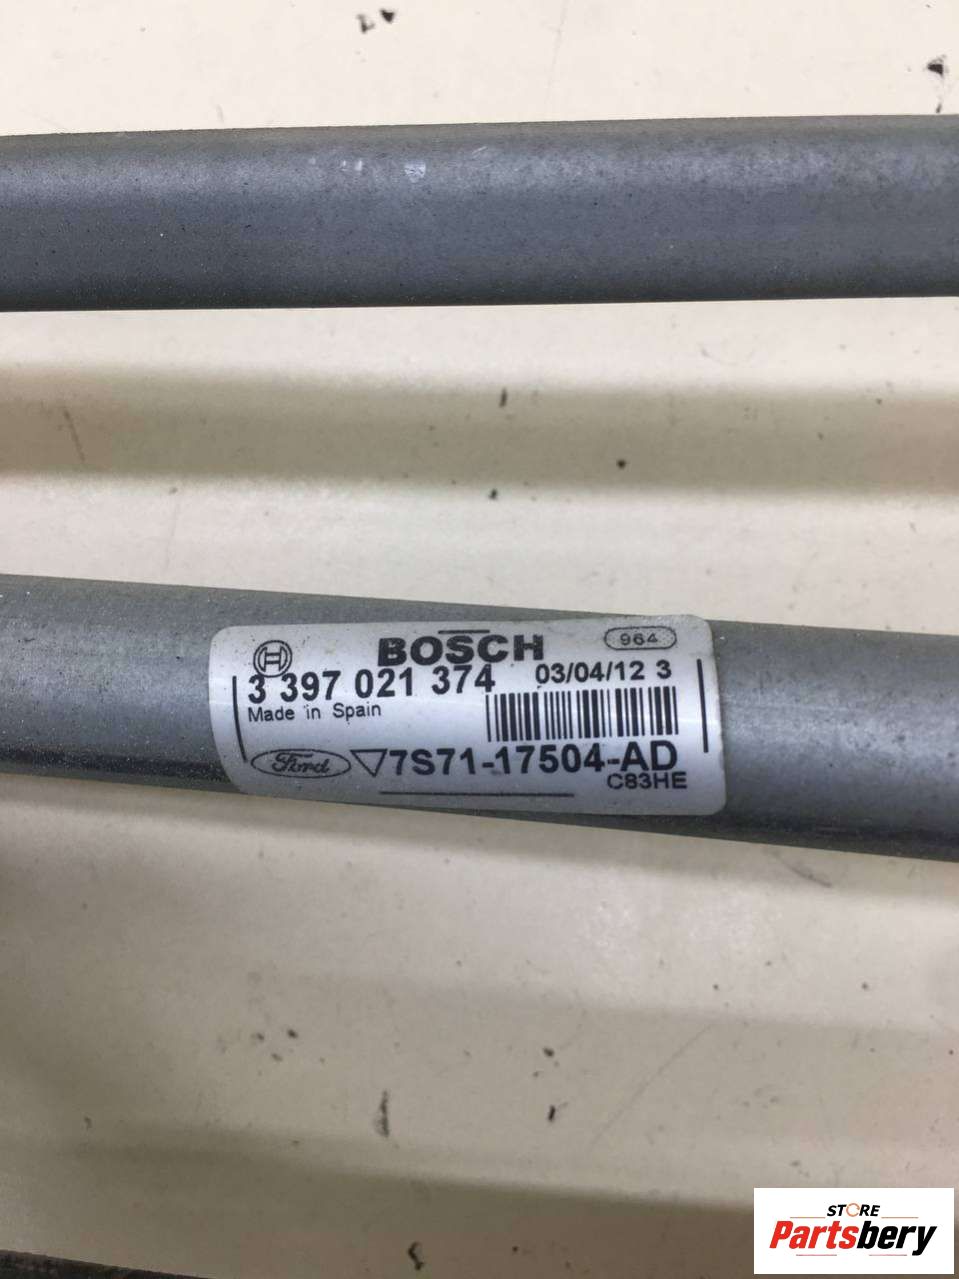 BOSCH 964
3 397 021 374 03/04/12 3
Made in Spain
Ford 7S71-17504-AD
C83HE
STORE
Partsbery